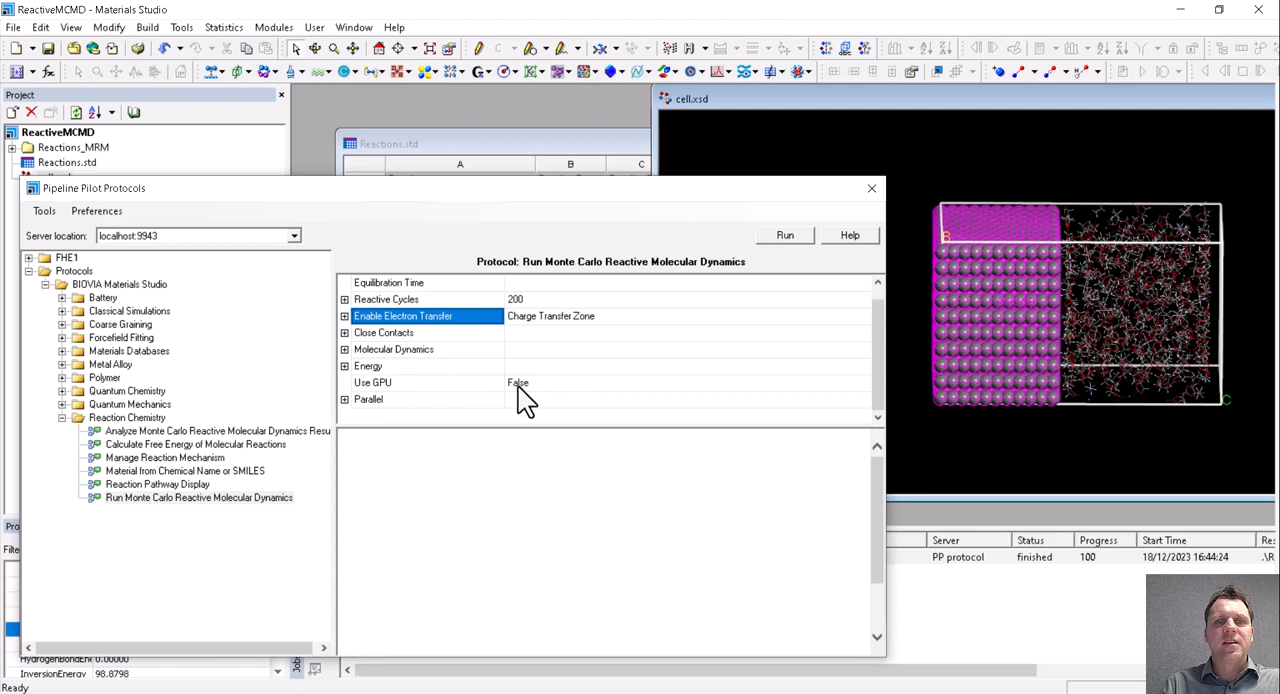 ReactiveMCMD - Materials Studio
File Edit View Modify Build Tools Statistics Modules User Window Help
Project
ReactiveMCMD
Reactions_MRM
Reactions.std
Reactions.std
A B C
cell.xsd
B
C
Pipeline Pilot Protocols
Tools Preferences
Server location: localhost:9943
Run Help
FHE1
Protocols
BIOVIA Materials Studio
Battery
Classical Simulations
Coarse Graining
Forcefield Fitting
Materials Databases
Metal Alloy
Polymer
Quantum Chemistry
Quantum Mechanics
Reaction Chemistry
Analyze Monte Carlo Reactive Molecular Dynamics Resu
Calculate Free Energy of Molecular Reactions
Manage Reaction Mechanism
Material from Chemical Name or SMILES
Reaction Pathway Display
Run Monte Carlo Reactive Molecular Dynamics
Protocol: Run Monte Carlo Reactive Molecular Dynamics
Equilibration Time
Reactive Cycles 200
Enable Electron Transfer Charge Transfer Zone
Close Contacts
Molecular Dynamics
Energy
Use GPU False
Parallel
Pro
Filte
HydrogenBondEn 0.00000
InversionEnergy 98.8798
Jobs
Server Status Progress Start Time Res
PP protocol finished 100 18/12/2023 16:44:24 .\R
Ready